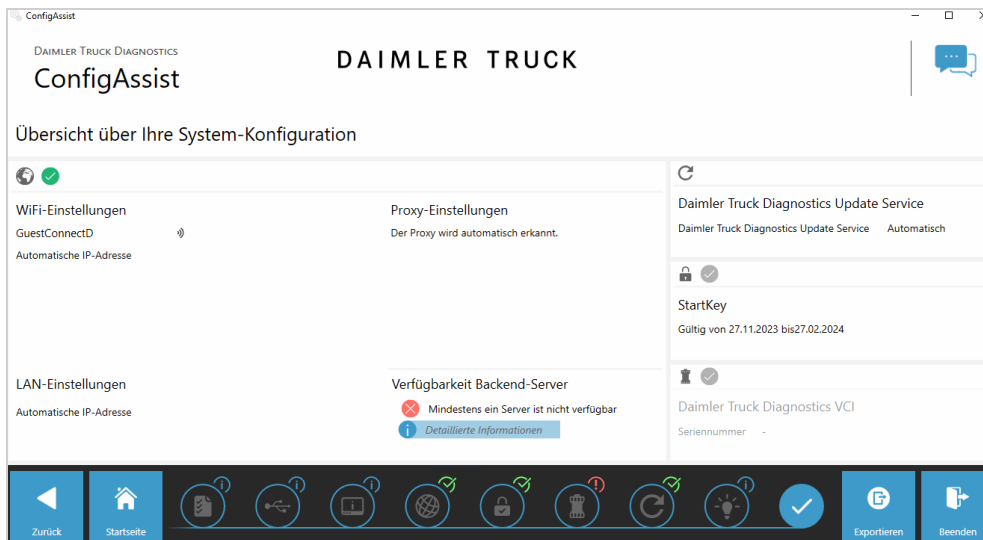 ConfigAssist
DAIMLER TRUCK DIAGNOSTICS
ConfigAssist
DAIMLER TRUCK
Übersicht über Ihre System-Konfiguration
WiFi-Einstellungen
GuestConnectD
Automatische IP-Adresse
Proxy-Einstellungen
Der Proxy wird automatisch erkannt.
LAN-Einstellungen
Automatische IP-Adresse
Verfügbarkeit Backend-Server
Mindestens ein Server ist nicht verfügbar
Detaillierte Informationen
Daimler Truck Diagnostics Update Service
Daimler Truck Diagnostics Update Service Automatisch
StartKey
Gültig von 27.11.2023 bis27.02.2024
Daimler Truck Diagnostics VCI
Seriennummer -
Zurück
Startseite
Exportieren
Beenden